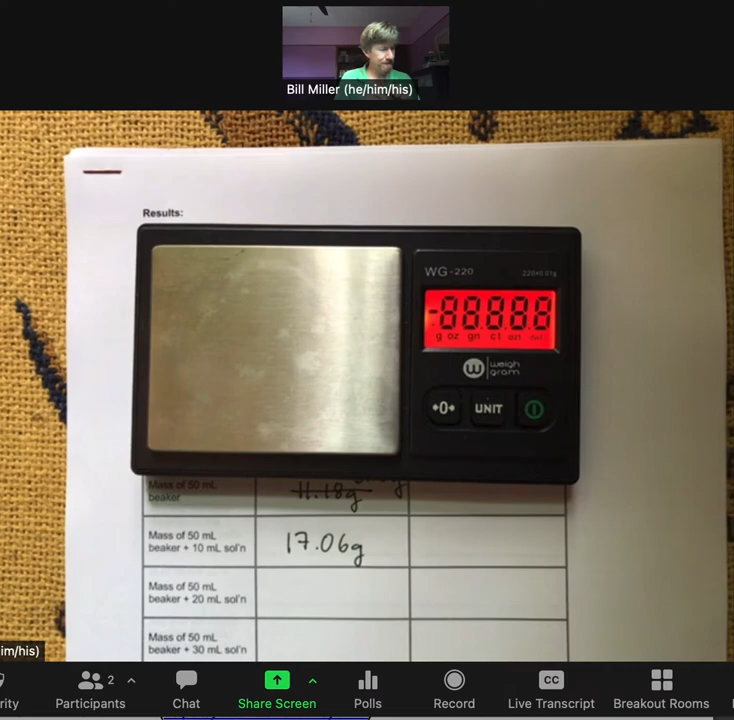 Bill Miller (he/him/his)
Results:
WG-220
220x0.01g
-88888
g oz gn ct ozt dwt
W weigh
gram
→0←
UNIT
Mass of 50 mL
beaker
11.18g
Mass of 50 mL
beaker + 10 mL sol'n
17.06g
Mass of 50 mL
beaker + 20 mL sol'n
Mass of 50 mL
beaker + 30 mL sol'n
im/his)
2
rity
Participants
Chat
Share Screen
Polls
Record
CC
Live Transcript
Breakout Rooms